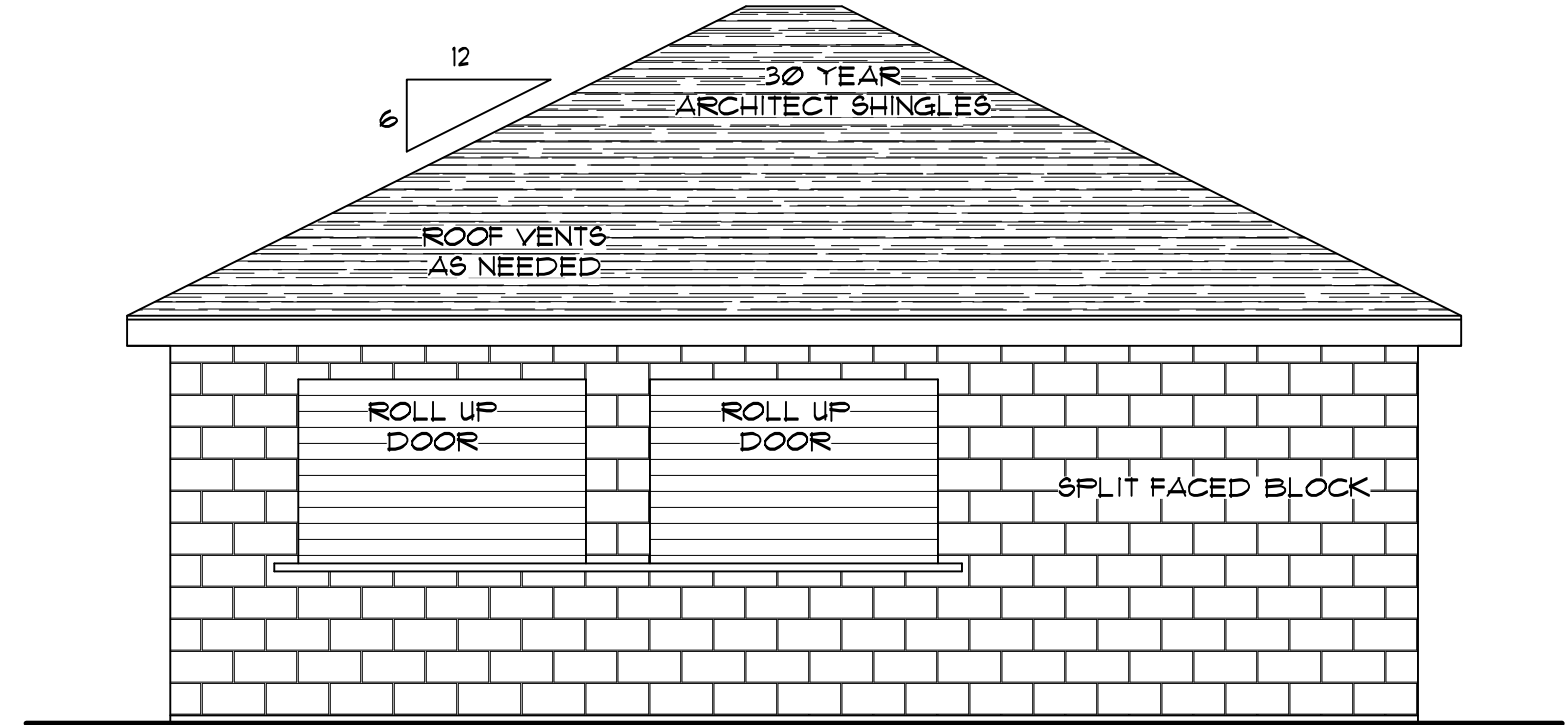 12
6
30 YEAR
ARCHITECT SHINGLES
ROOF VENTS
AS NEEDED
ROLL UP
DOOR
ROLL UP
DOOR
SPLIT FACED BLOCK